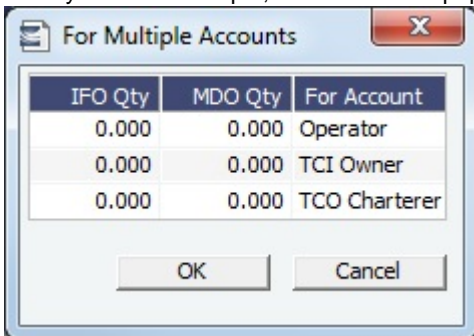 For Multiple Accounts
IFO Qty MDO Qty For Account
0.000 0.000 Operator
0.000 0.000 TCI Owner
0.000 0.000 TCO Charterer
OK Cancel